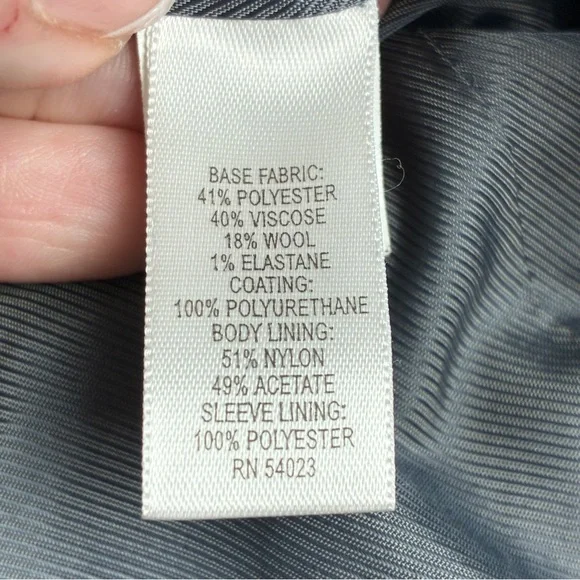 BASE FABRIC:
41% POLYESTER
40% VISCOSE
18% WOOL
1% ELASTANE
COATING:
100% POLYURETHANE
BODY LINING:
51% NYLON
49% ACETATE
SLEEVE LINING:
100% POLYESTER
RN 54023